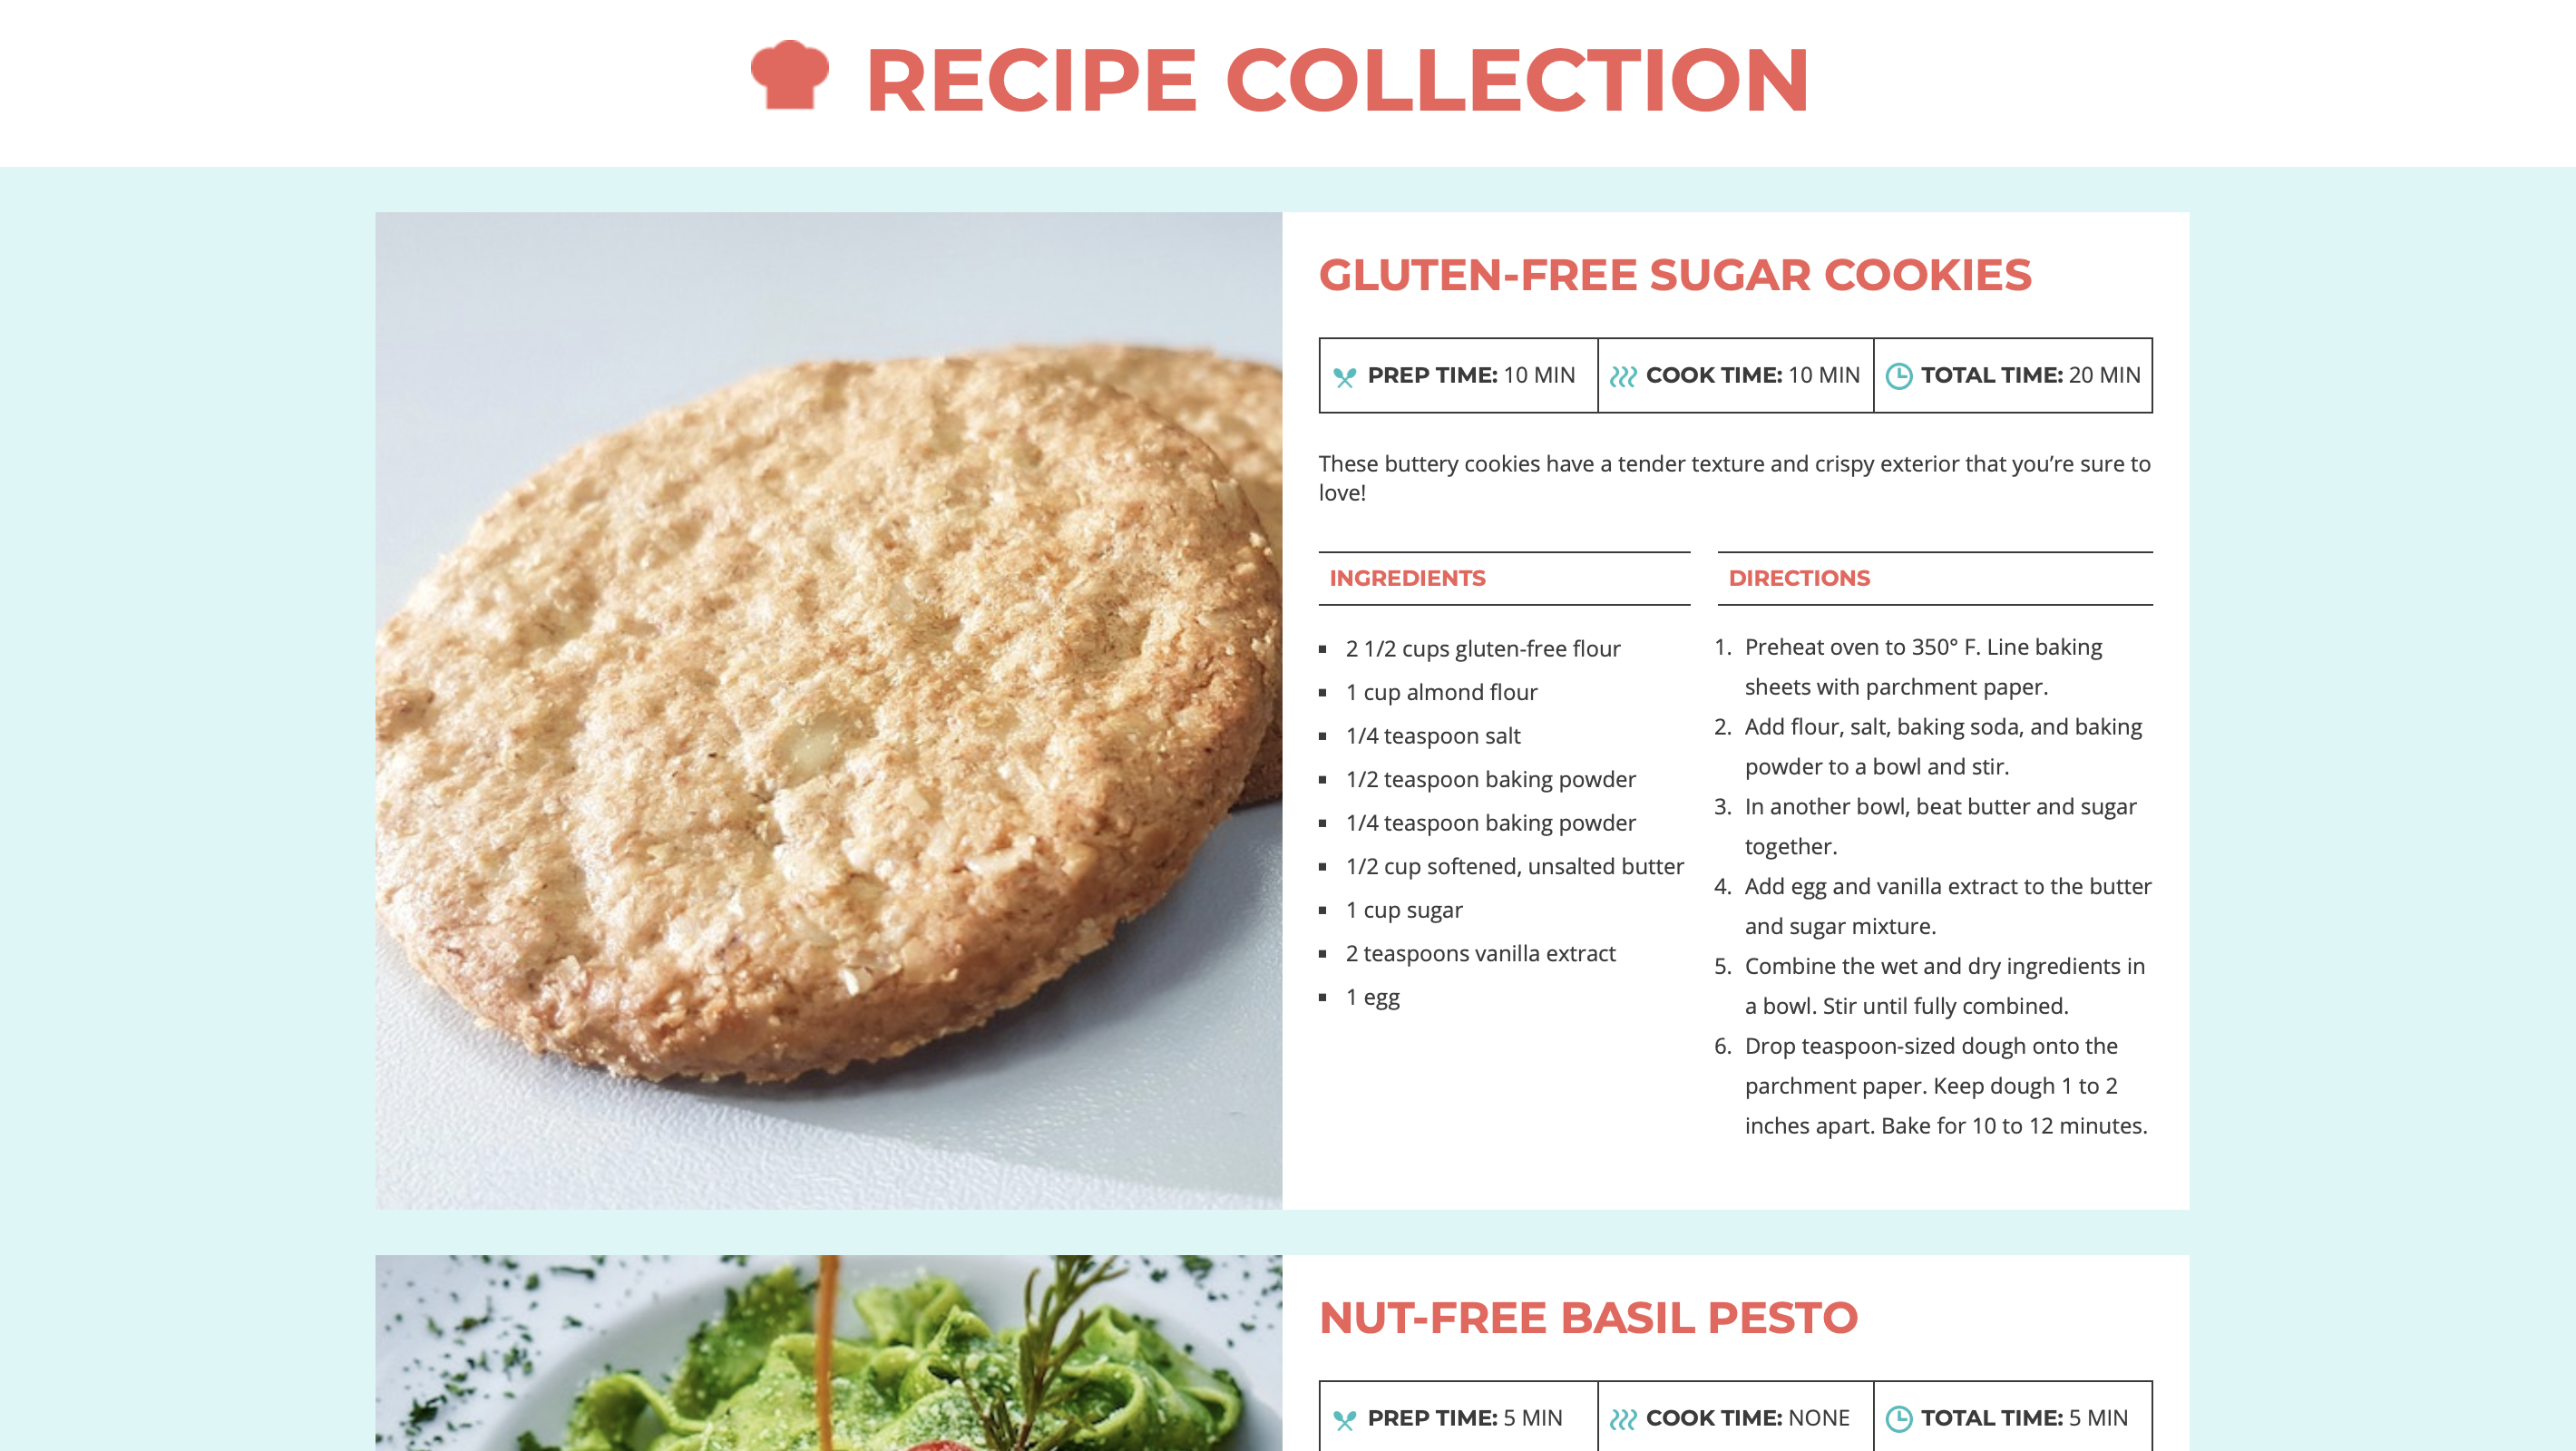 RECIPE COLLECTION
GLUTEN-FREE SUGAR COOKIES
PREP TIME: 10 MIN
COOK TIME: 10 MIN
TOTAL TIME: 20 MIN
These buttery cookies have a tender texture and crispy exterior that you’re sure to
love!
INGREDIENTS
▪ 2 1/2 cups gluten-free flour
▪ 1 cup almond flour
▪ 1/4 teaspoon salt
▪ 1/2 teaspoon baking powder
▪ 1/4 teaspoon baking powder
▪ 1/2 cup softened, unsalted butter
▪ 1 cup sugar
▪ 2 teaspoons vanilla extract
▪ 1 egg
DIRECTIONS
1. Preheat oven to 350° F. Line baking
sheets with parchment paper.
2. Add flour, salt, baking soda, and baking
powder to a bowl and stir.
3. In another bowl, beat butter and sugar
together.
4. Add egg and vanilla extract to the butter
and sugar mixture.
5. Combine the wet and dry ingredients in
a bowl. Stir until fully combined.
6. Drop teaspoon-sized dough onto the
parchment paper. Keep dough 1 to 2
inches apart. Bake for 10 to 12 minutes.
NUT-FREE BASIL PESTO
PREP TIME: 5 MIN
COOK TIME: NONE
TOTAL TIME: 5 MIN